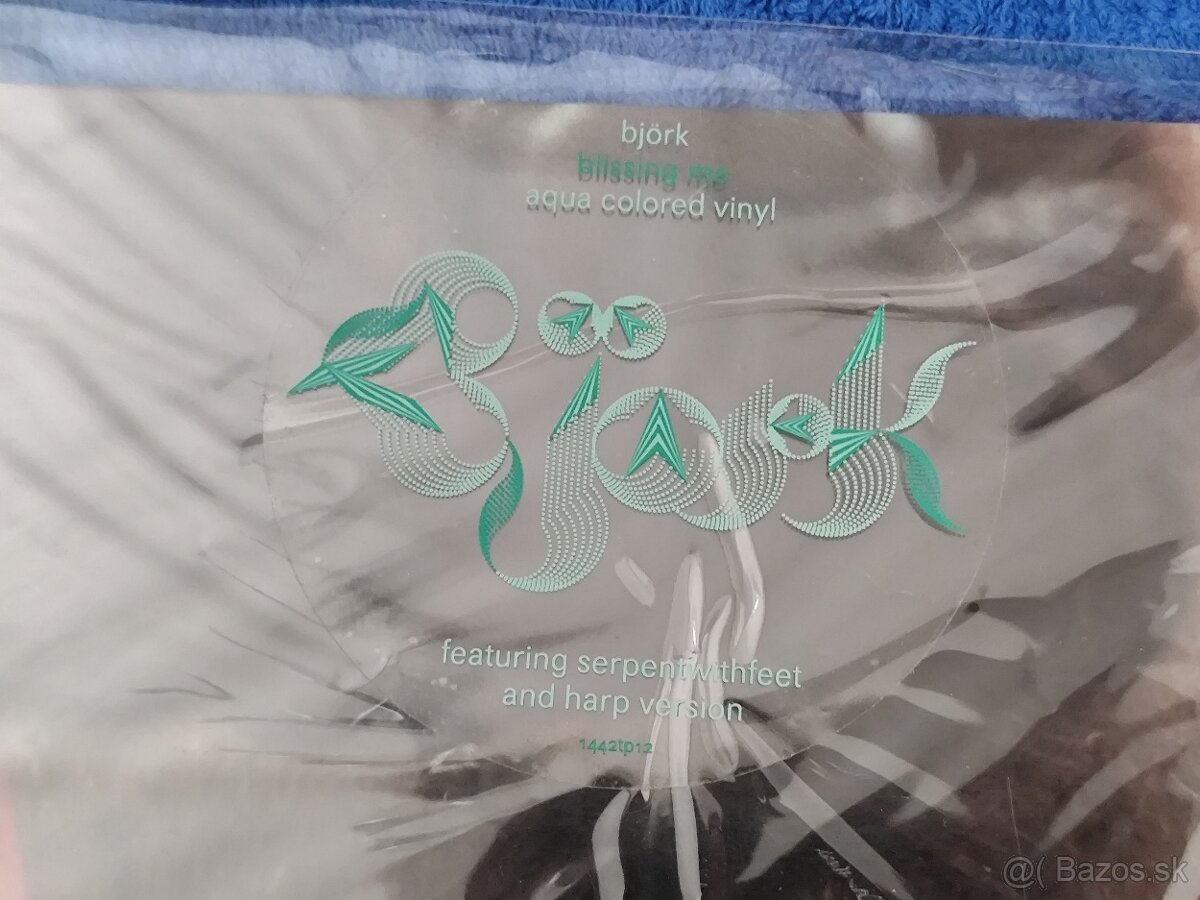 björk
blissing me
aqua colored vinyl
Björk
featuring serpentwithfeet
and harp version
1442tp12
@( Bazos.sk